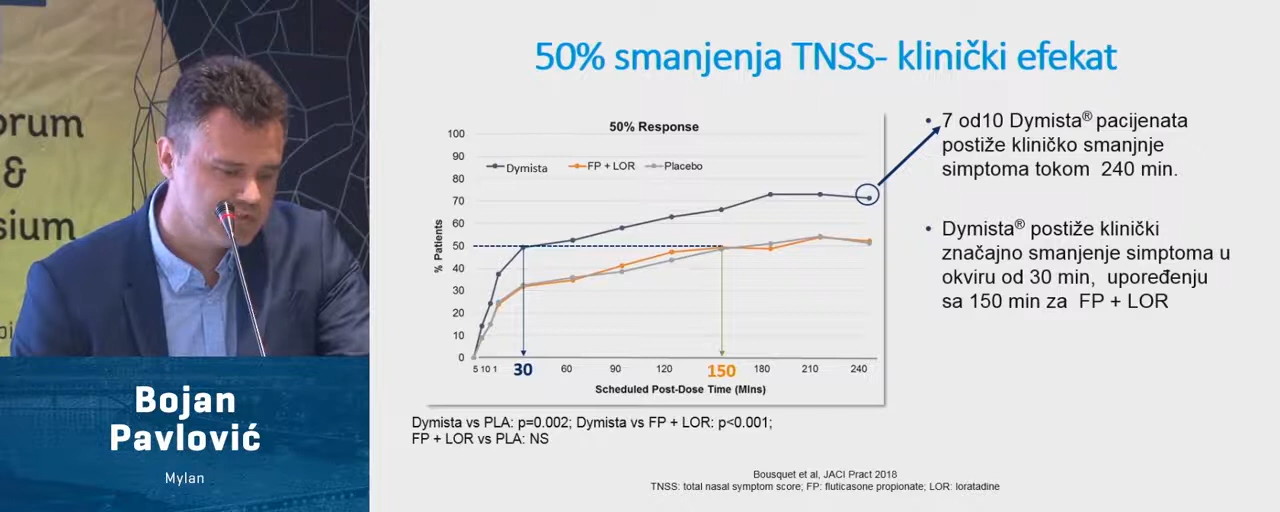 orum
&
sium
Bojan
Pavlović
Mylan
50% smanjenja TNSS- klinički efekat
50% Response
Dymista
FP + LOR
Placebo
% Patients
100
90
80
70
60
50
40
30
20
10
0
5 10 1 30 60 90 120 150 180 210 240
Scheduled Post-Dose Time (MIns)
• 7 od10 Dymista® pacijenata
postiže kliničko smanjnje
simptoma tokom 240 min.
• Dymista® postiže klinički
značajno smanjenje simptoma u
okviru od 30 min, upoređenju
sa 150 min za FP + LOR
Dymista vs PLA: p=0.002; Dymista vs FP + LOR: p<0.001;
FP + LOR vs PLA: NS
Bousquet et al, JACI Pract 2018
TNSS: total nasal symptom score; FP: fluticasone propionate; LOR: loratadine